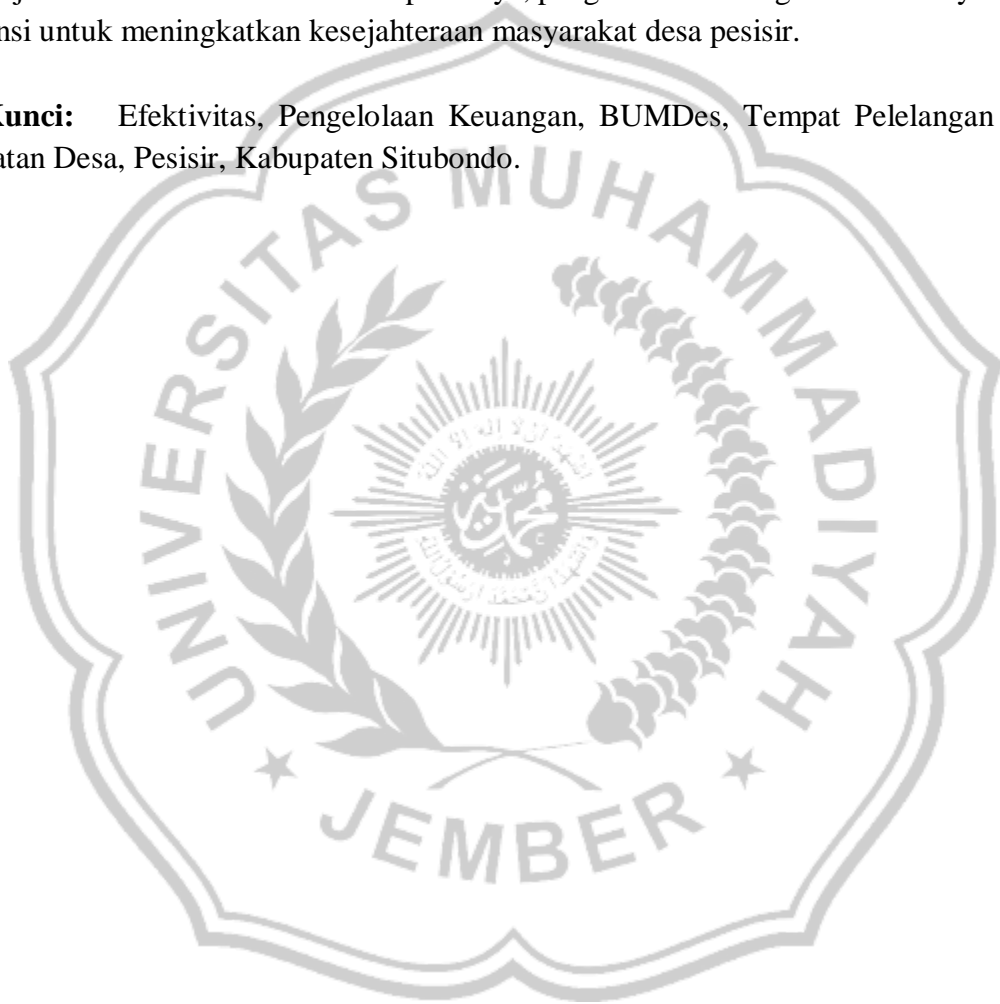 nsi untuk meningkatkan kesejahteraan masyarakat desa pesisir.
Kunci: Efektivitas, Pengelolaan Keuangan, BUMDes, Tempat Pelelangan
atan Desa, Pesisir, Kabupaten Situbondo.
UNIVERSITAS MUHAMMADIYAH
JEMBER